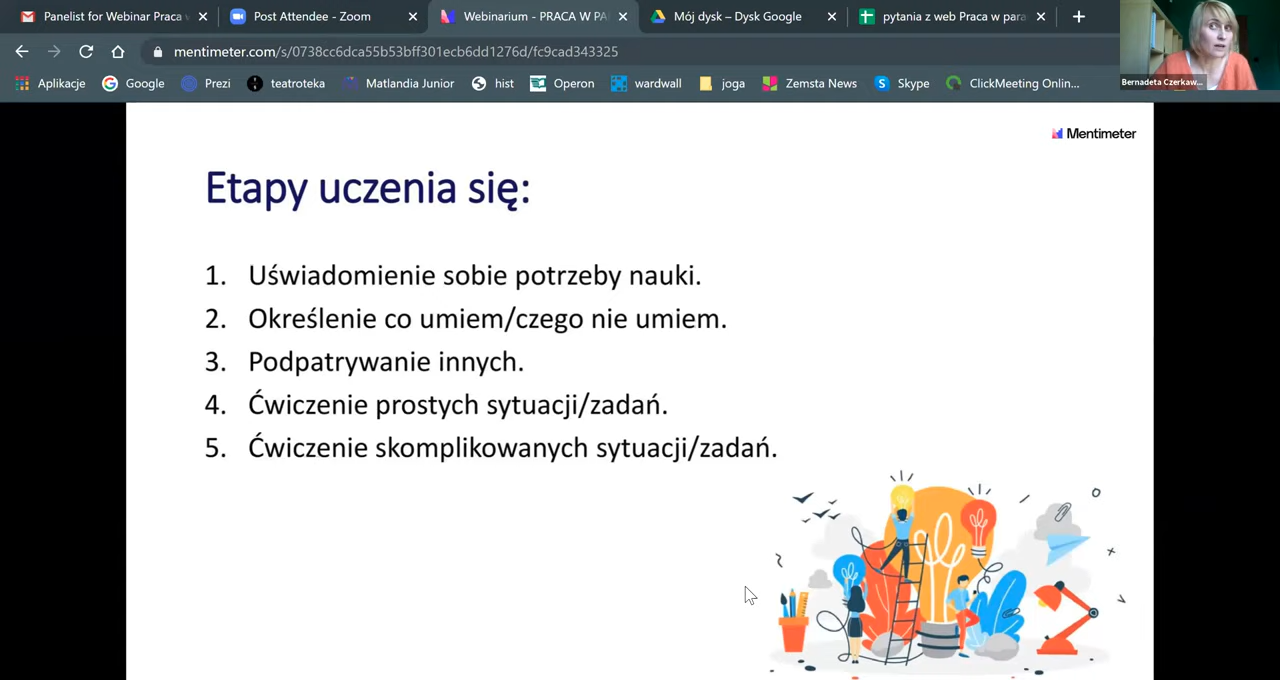 Panelist for Webinar Praca w
Post Attendee - Zoom
Webinarium - PRACA W PA
Mój dysk – Dysk Google
pytania z web Praca w para
mentimeter.com/s/0738cc6dca55b53bff301ecb6dd1276d/fc9cad343325
Aplikacje
Google
Prezi
teatroteka
Matlandia Junior
hist
Operon
wardwall
joga
Zemsta News
Skype
ClickMeeting Onlin...
Bernadeta Czerkaw...
Mentimeter
Etapy uczenia się:
1. Uświadomienie sobie potrzeby nauki.
2. Określenie co umiem/czego nie umiem.
3. Podpatrywanie innych.
4. Ćwiczenie prostych sytuacji/zadań.
5. Ćwiczenie skomplikowanych sytuacji/zadań.